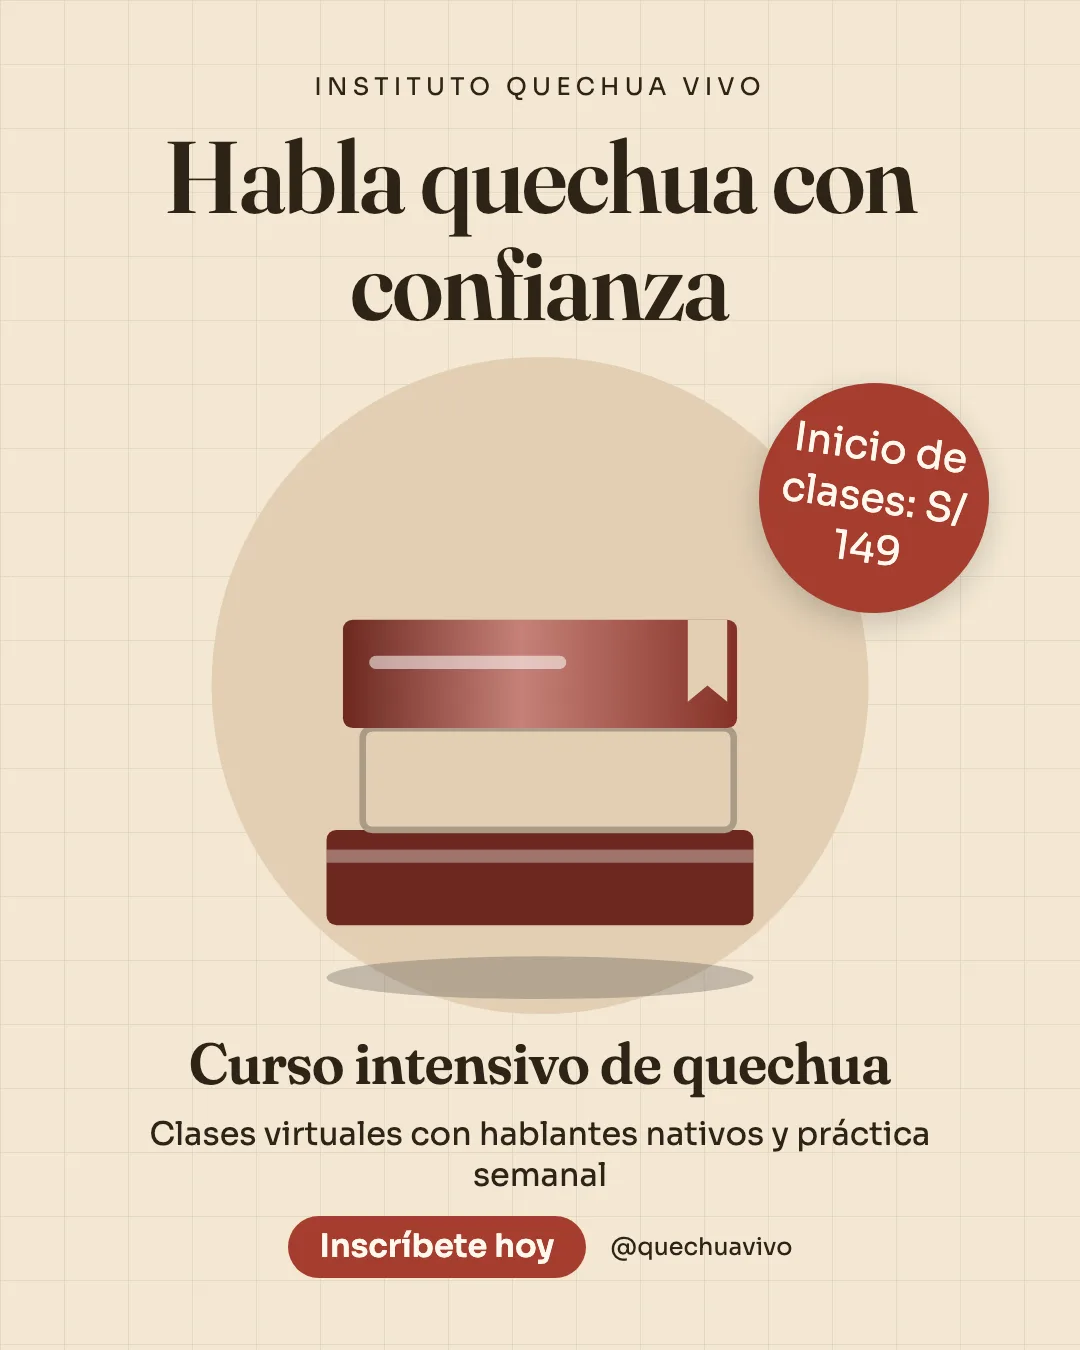 INSTITUTO QUECHUA VIVO
Habla quechua con
confianza
Inicio de
clases: S/
149
Curso intensivo de quechua
Clases virtuales con hablantes nativos y práctica
semanal
Inscríbete hoy
@quechuavivo